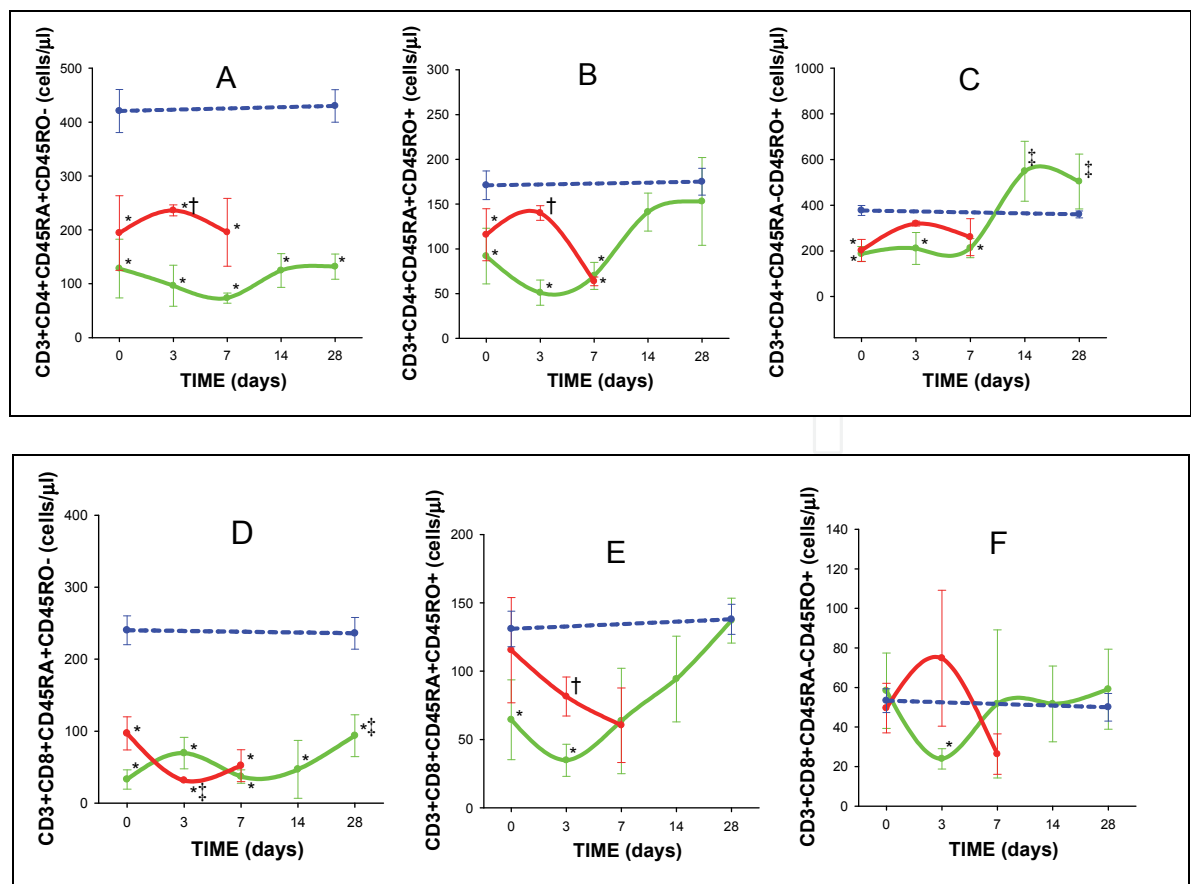 A
CD3+CD4+CD45RA+CD45RO- (cells/µl)
500
400
300
200
100
0
*
*†
*
*
*
*
*
*
0 3 7 14 28
TIME (days)
B
CD3+CD4+CD45RA+CD45RO+ (cells/µl)
300
250
200
150
100
50
0
*
†
*
*
*
*
0 3 7 14 28
TIME (days)
C
CD3+CD4+CD45RA-CD45RO+ (cells/µl)
1000
800
600
400
200
0
*
*
*
*
‡
‡
0 3 7 14 28
TIME (days)
D
CD3+CD8+CD45RA+CD45RO- (cells/µl)
400
300
200
100
0
*
*
*
*‡
*
*
*
*‡
0 3 7 14 28
TIME (days)
E
CD3+CD8+CD45RA+CD45RO+ (cells/µl)
200
150
100
50
0
*
†
*
0 3 7 14 28
TIME (days)
F
CD3+CD8+CD45RA-CD45RO+ (cells/µl)
140
120
100
80
60
40
20
0
*
0 3 7 14 28
TIME (days)